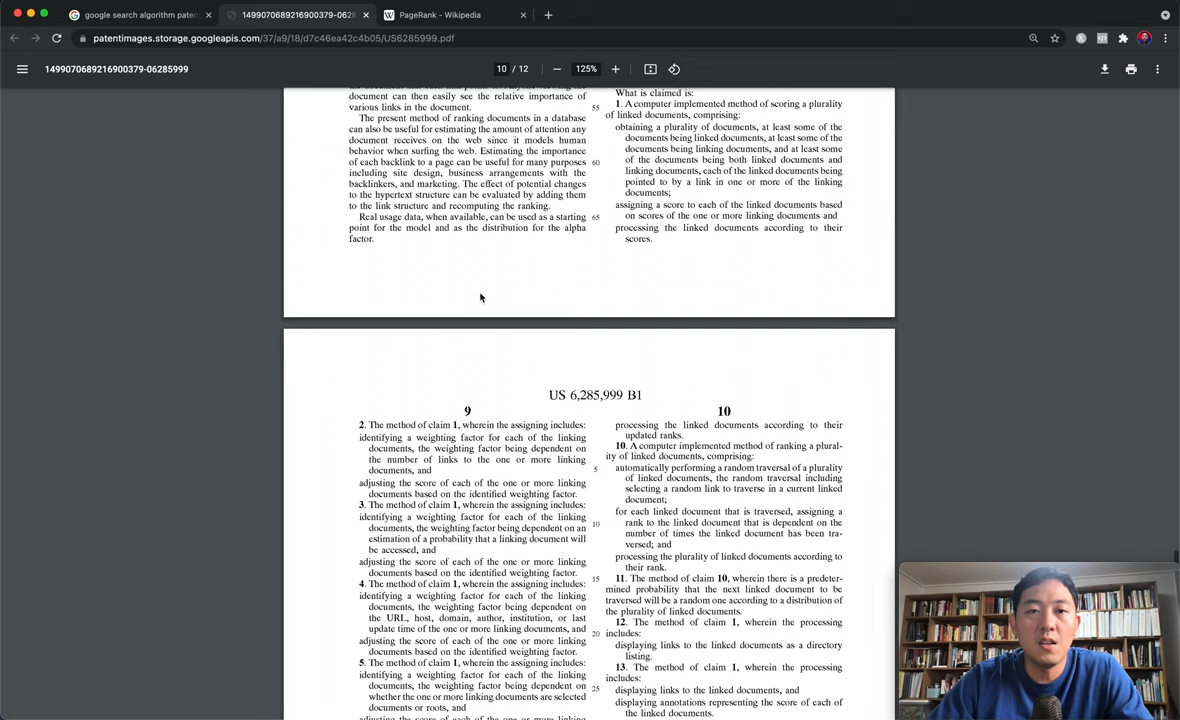 google search algorithm paten
1499070689216900379-0628
PageRank - Wikipedia
patentimages.storage.googleapis.com/37/a9/18/d7c46ea42c4b05/US6285999.pdf
1499070689216900379-06285999
10 / 12
125%
document can then easily see the relative importance of
various links in the document.
The present method of ranking documents in a database
can also be useful for estimating the amount of attention any
document receives on the web since it models human
behavior when surfing the web. Estimating the importance
of each backlink to a page can be useful for many purposes
including site design, business arrangements with the
backlinkers, and marketing. The effect of potential changes
to the hypertext structure can be evaluated by adding them
to the link structure and recomputing the ranking.
Real usage data, when available, can be used as a starting
point for the model and as the distribution for the alpha
factor.
55
60
65
What is claimed is:
1. A computer implemented method of scoring a plurality
of linked documents, comprising:
obtaining a plurality of documents, at least some of the
documents being linked documents, at least some of the
documents being linking documents, and at least some
of the documents being both linked documents and
linking documents, each of the linked documents being
pointed to by a link in one or more of the linking
documents;
assigning a score to each of the linked documents based
on scores of the one or more linking documents and
processing the linked documents according to their
scores.
US 6,285,999 B1
9
10
2. The method of claim 1, wherein the assigning includes:
identifying a weighting factor for each of the linking
documents, the weighting factor being dependent on
the number of links to the one or more linking
documents, and
adjusting the score of each of the one or more linking
documents based on the identified weighting factor.
3. The method of claim 1, wherein the assigning includes:
identifying a weighting factor for each of the linking
documents, the weighting factor being dependent on an
estimation of a probability that a linking document will
be accessed, and
adjusting the score of each of the one or more linking
documents based on the identified weighting factor.
4. The method of claim 1, wherein the assigning includes:
identifying a weighting factor for each of the linking
documents, the weighting factor being dependent on
the URL, host, domain, author, institution, or last
update time of the one or more linking documents, and
adjusting the score of each of the one or more linking
documents based on the identified weighting factor.
5. The method of claim 1, wherein the assigning includes:
identifying a weighting factor for each of the linking
documents, the weighting factor being dependent on
whether the one or more linking documents are selected
documents or roots, and
5
10
15
20
25
processing the linked documents according to their
updated ranks.
10. A computer implemented method of ranking a plural-
ity of linked documents, comprising:
automatically performing a random traversal of a plurality
of linked documents, the random traversal including
selecting a random link to traverse in a current linked
document;
for each linked document that is traversed, assigning a
rank to the linked document that is dependent on the
number of times the linked document has been tra-
versed; and
processing the plurality of linked documents according to
their rank.
11. The method of claim 10, wherein there is a predeter-
mined probability that the next linked document to be
traversed will be a random one according to a distribution of
the plurality of linked documents.
12. The method of claim 1, wherein the processing
includes:
displaying links to the linked documents as a directory
listing.
13. The method of claim 1, wherein the processing
includes:
displaying links to the linked documents, and
displaying annotations representing the score of each of
the linked documents.